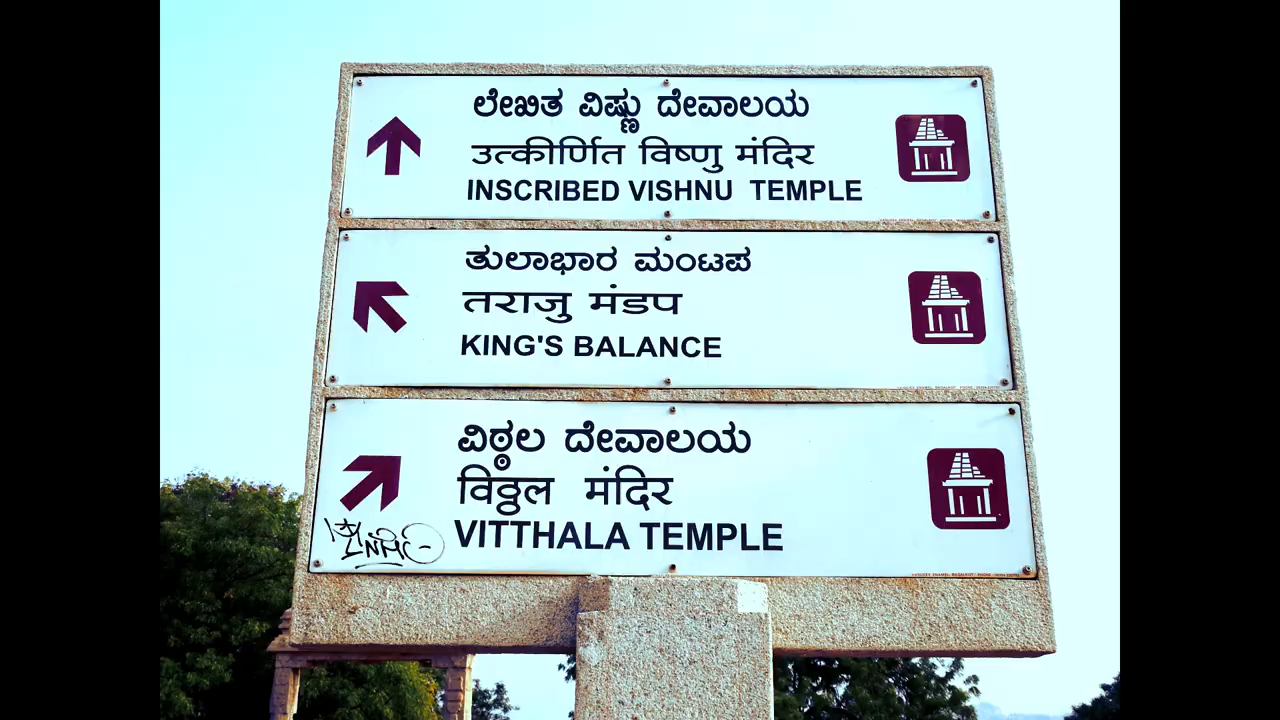 ಲೇಖಿತ ವಿಷ್ಣು ದೇವಾಲಯ
उत्कीर्णित विष्णु मंदिर
INSCRIBED VISHNU TEMPLE
ತುಲಾಭಾರ ಮಂಟಪ
तराजु मंडप
KING'S BALANCE
ವಿಠ್ಠಲ ದೇವಾಲಯ
विठ्ठल मंदिर
VITTHALA TEMPLE